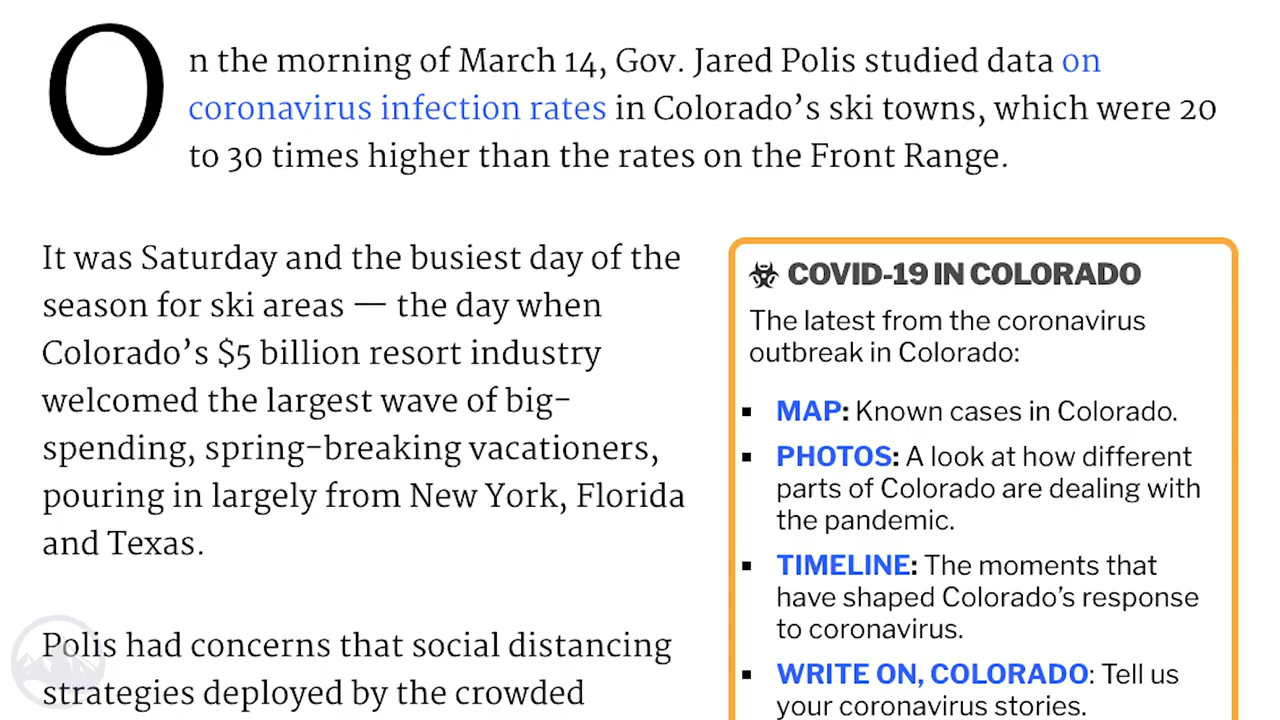 On the morning of March 14, Gov. Jared Polis studied data on
coronavirus infection rates in Colorado’s ski towns, which were 20
to 30 times higher than the rates on the Front Range.
It was Saturday and the busiest day of the
season for ski areas — the day when
Colorado’s $5 billion resort industry
welcomed the largest wave of big-
spending, spring-breaking vacationers,
pouring in largely from New York, Florida
and Texas.
Polis had concerns that social distancing
strategies deployed by the crowded
COVID-19 IN COLORADO
The latest from the coronavirus
outbreak in Colorado:
▪ MAP: Known cases in Colorado.
▪ PHOTOS: A look at how different
parts of Colorado are dealing with
the pandemic.
▪ TIMELINE: The moments that
have shaped Colorado’s response
to coronavirus.
▪ WRITE ON, COLORADO: Tell us
your coronavirus stories.